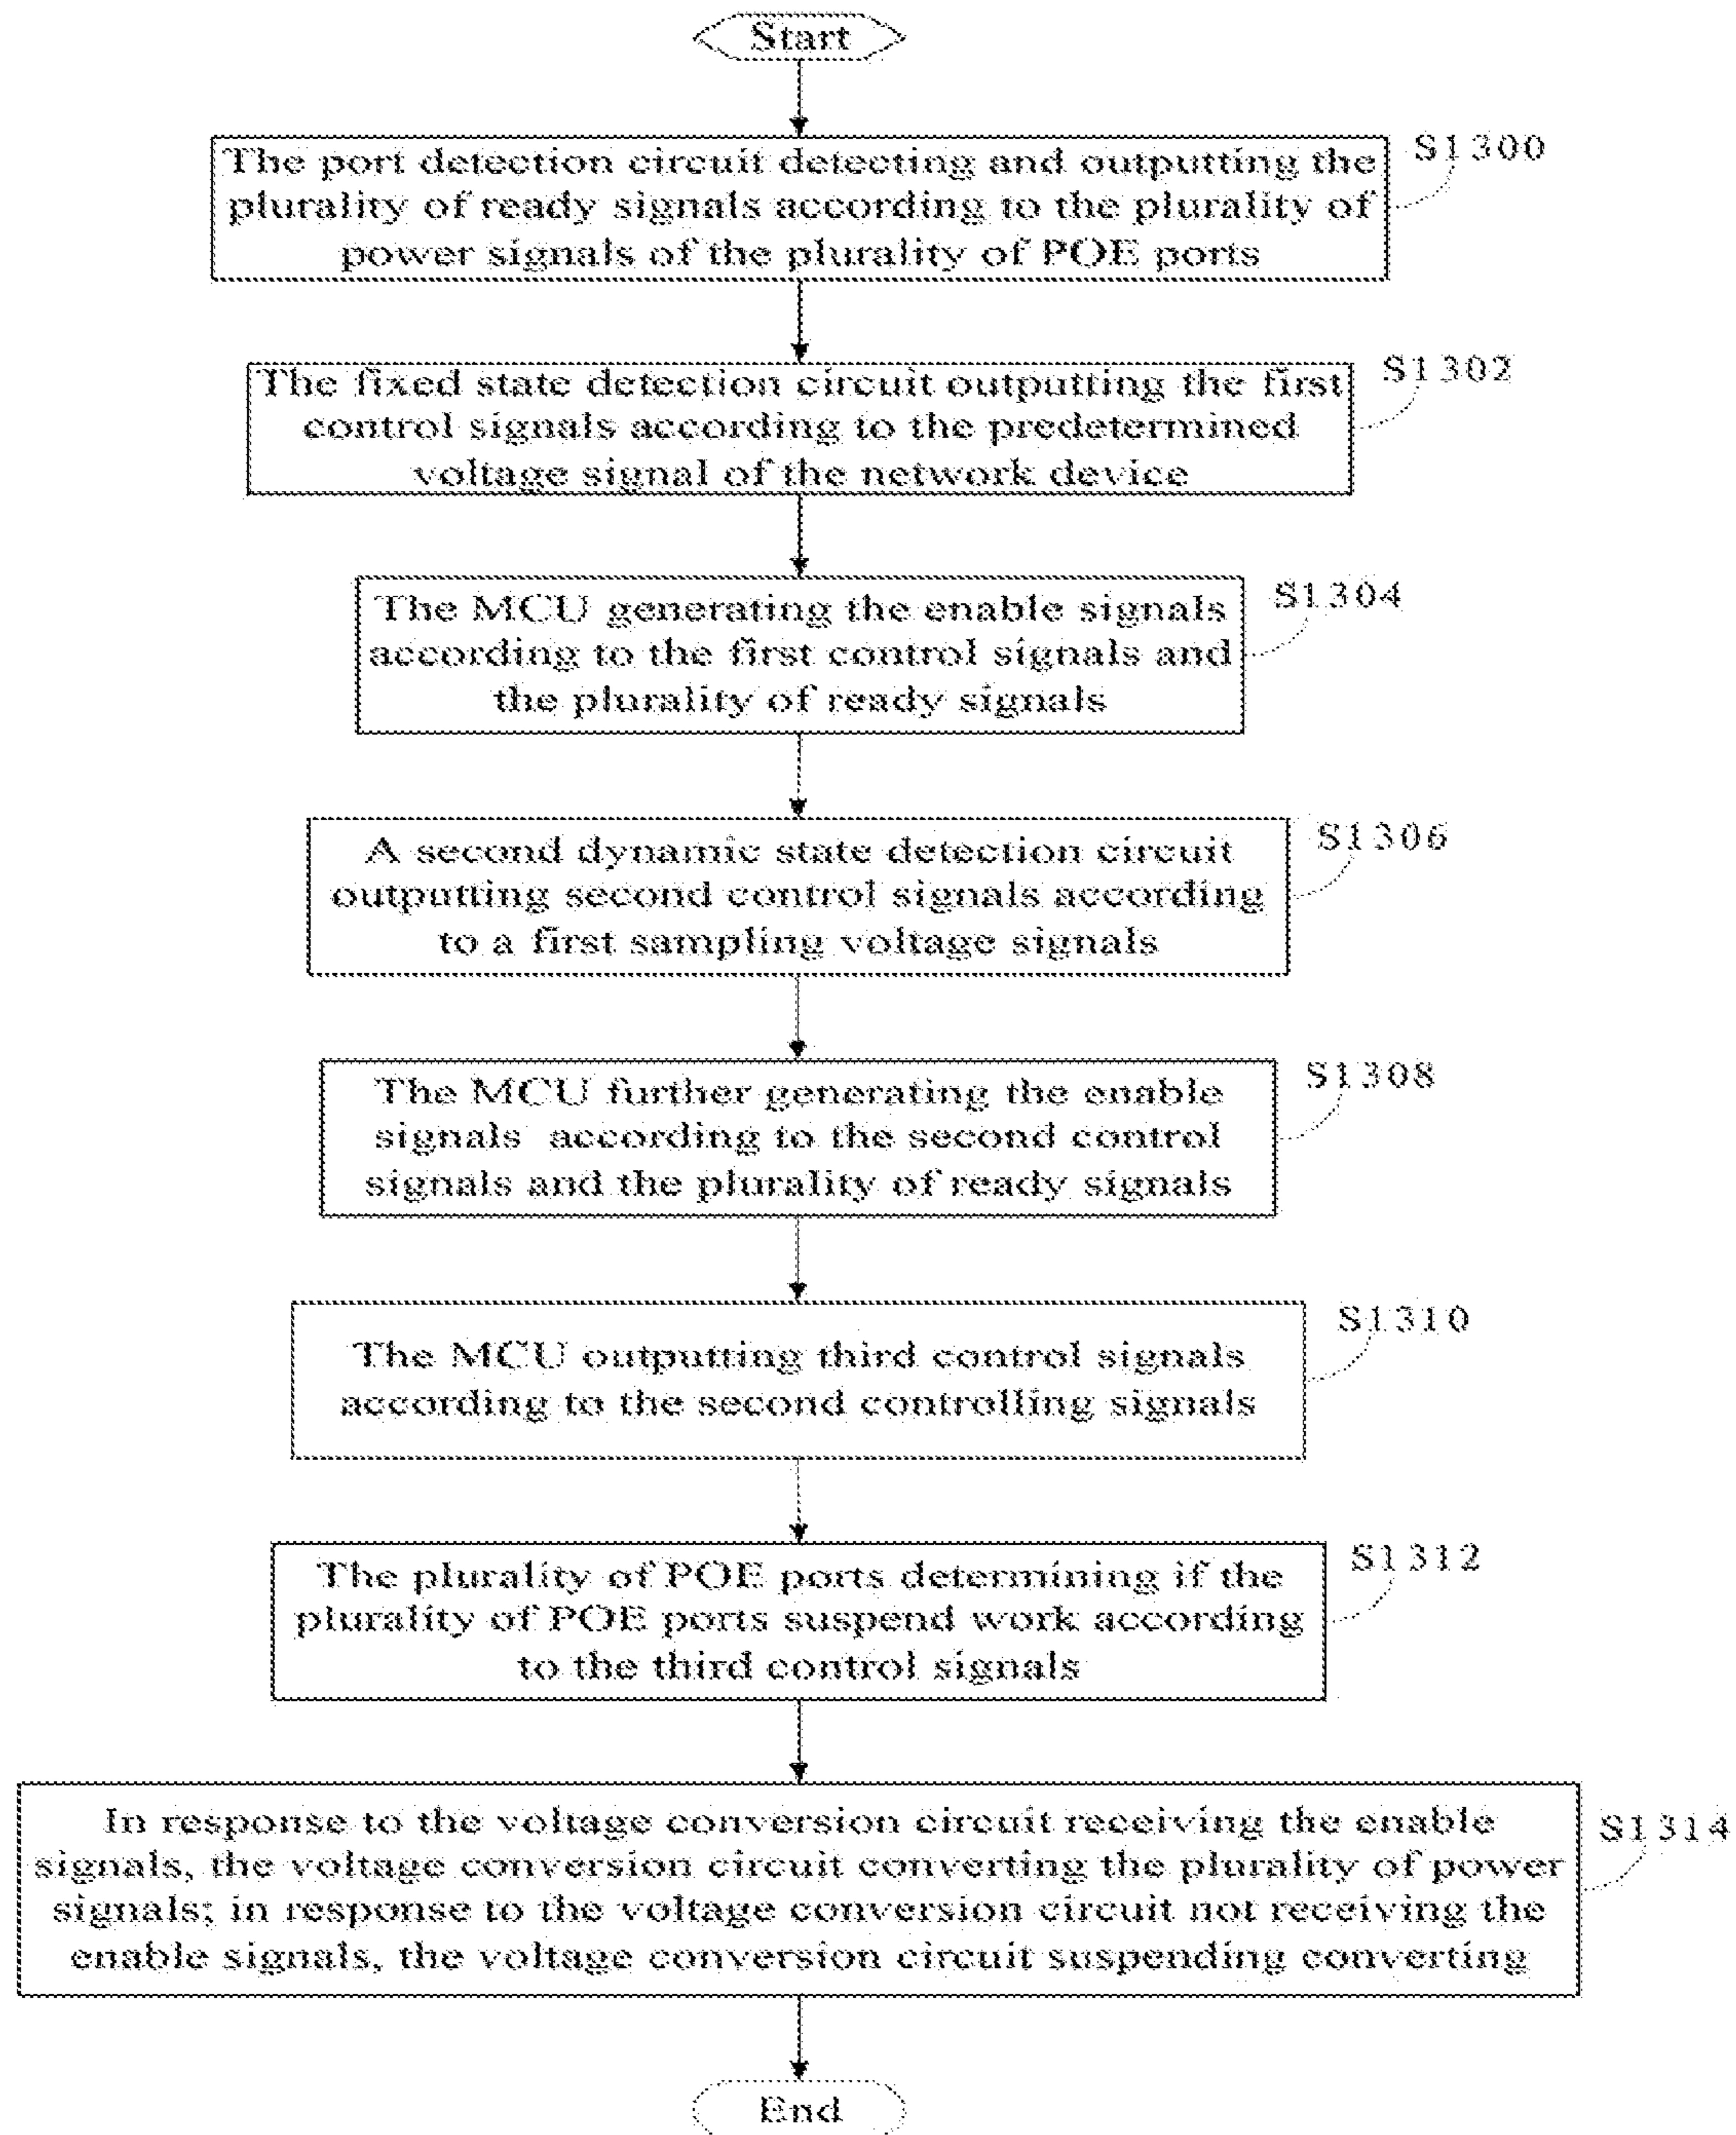 Start
The port detection circuit detecting and outputting the
plurality of ready signals according to the plurality of
power signals of the plurality of POE ports
S1300
The fixed state detection circuit outputting the first
control signals according to the predetermined
voltage signal of the network device
S1302
The MCU generating the enable signals
according to the first control signals and
the plurality of ready signals
S1304
A second dynamic state detection circuit
outputting second control signals according
to a first sampling voltage signals
S1306
The MCU further generating the enable
signals according to the second control
signals and the plurality of ready signals
S1308
The MCU outputting third control signals
according to the second controlling signals
S1310
The plurality of POE ports determining if the
plurality of POE ports suspend work according
to the third control signals
S1312
In response to the voltage conversion circuit receiving the enable
signals, the voltage conversion circuit converting the plurality of power
signals; in response to the voltage conversion circuit not receiving the
enable signals, the voltage conversion circuit suspending converting
S1314
End